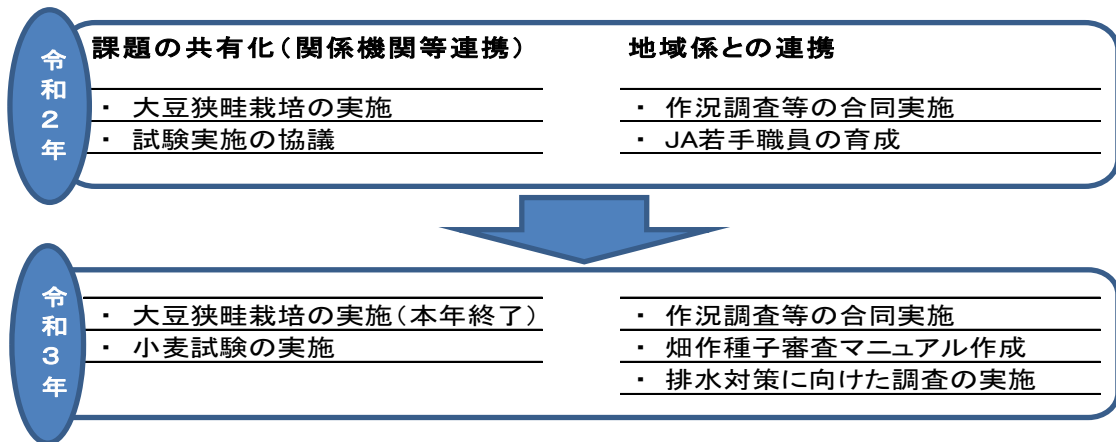 令和2年
課題の共有化(関係機関等連携)
・ 大豆狭畦栽培の実施
・ 試験実施の協議
地域係との連携
・ 作況調査等の合同実施
・ JA若手職員の育成
令和3年
・ 大豆狭畦栽培の実施(本年終了)
・ 小麦試験の実施
・ 作況調査等の合同実施
・ 畑作種子審査マニュアル作成
・ 排水対策に向けた調査の実施